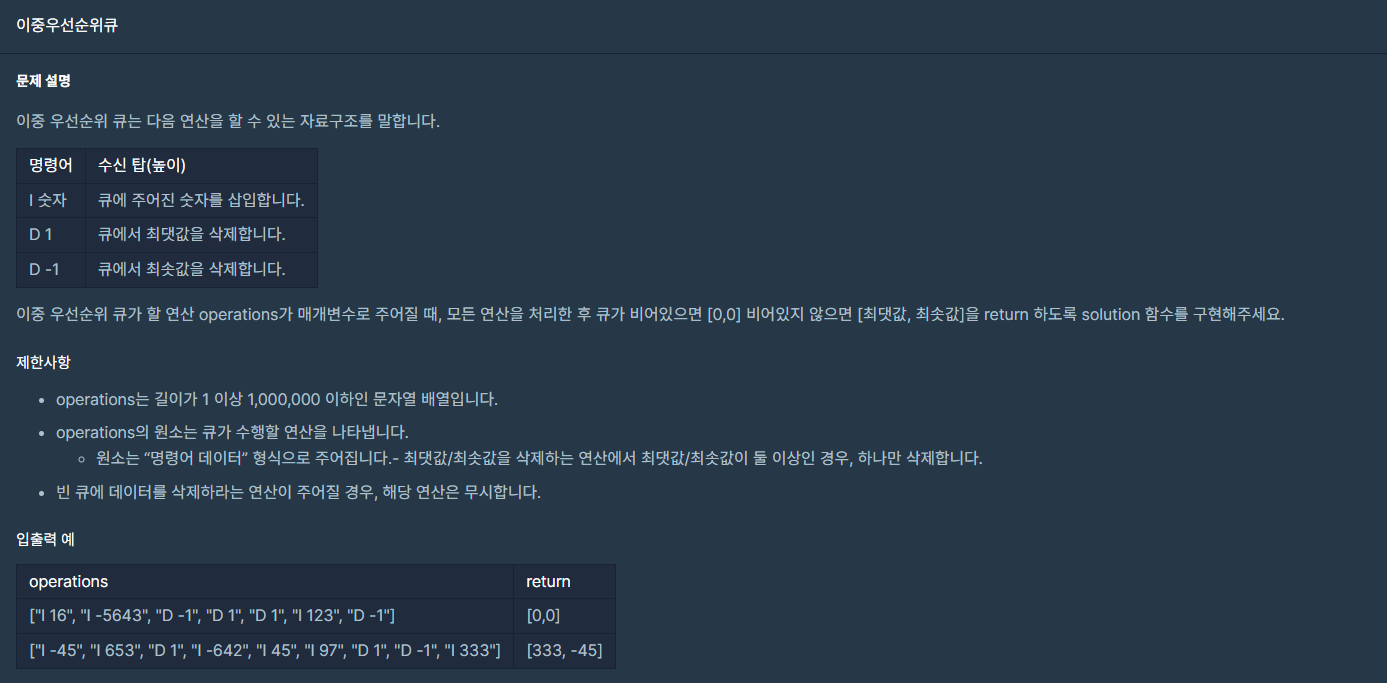 이중우선순위큐
문제 설명
이중 우선순위 큐는 다음 연산을 할 수 있는 자료구조를 말합니다.
명령어 수신 탑(높이)
I 숫자 큐에 주어진 숫자를 삽입합니다.
D 1 큐에서 최댓값을 삭제합니다.
D -1 큐에서 최솟값을 삭제합니다.
이중 우선순위 큐가 할 연산 operations가 매개변수로 주어질 때, 모든 연산을 처리한 후 큐가 비어있으면 [0,0] 비어있지 않으면 [최댓값, 최솟값]을 return 하도록 solution 함수를 구현해주세요.
제한사항
• operations는 길이가 1 이상 1,000,000 이하인 문자열 배열입니다.
• operations의 원소는 큐가 수행할 연산을 나타냅니다.
◦ 원소는 “명령어 데이터” 형식으로 주어집니다.- 최댓값/최솟값을 삭제하는 연산에서 최댓값/최솟값이 둘 이상인 경우, 하나만 삭제합니다.
• 빈 큐에 데이터를 삭제하라는 연산이 주어질 경우, 해당 연산은 무시합니다.
입출력 예
operations return
["I 16", "I -5643", "D -1", "D 1", "D 1", "I 123", "D -1"] [0,0]
["I -45", "I 653", "D 1", "I -642", "I 45", "I 97", "D 1", "D -1", "I 333"] [333, -45]